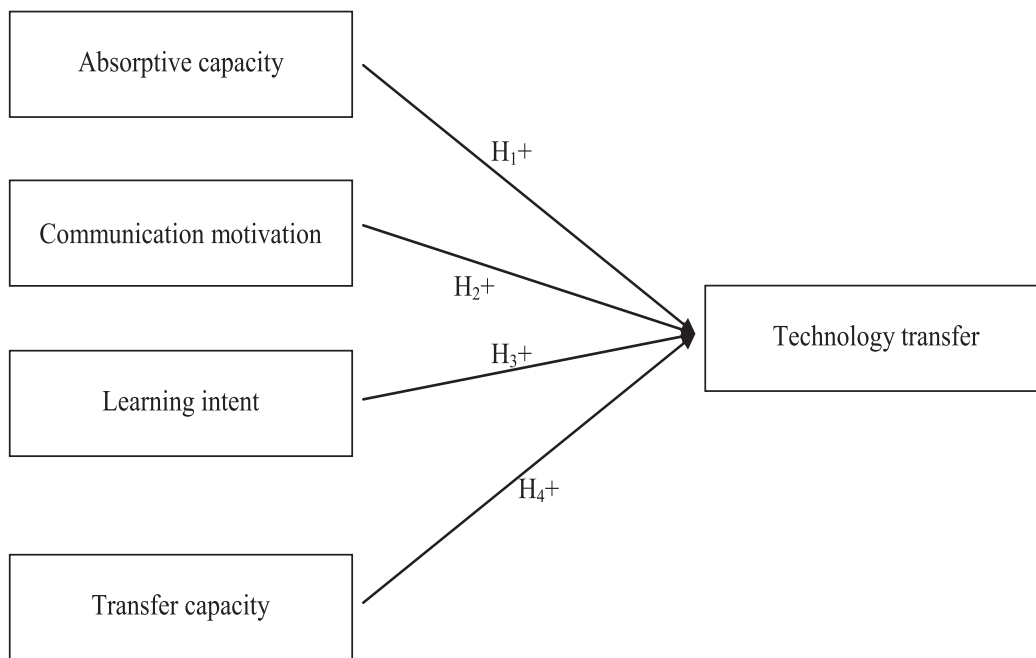 Absorptive capacity
H₁+
Communication motivation
H₂+
Technology transfer
H₃+
Learning intent
H₄+
Transfer capacity